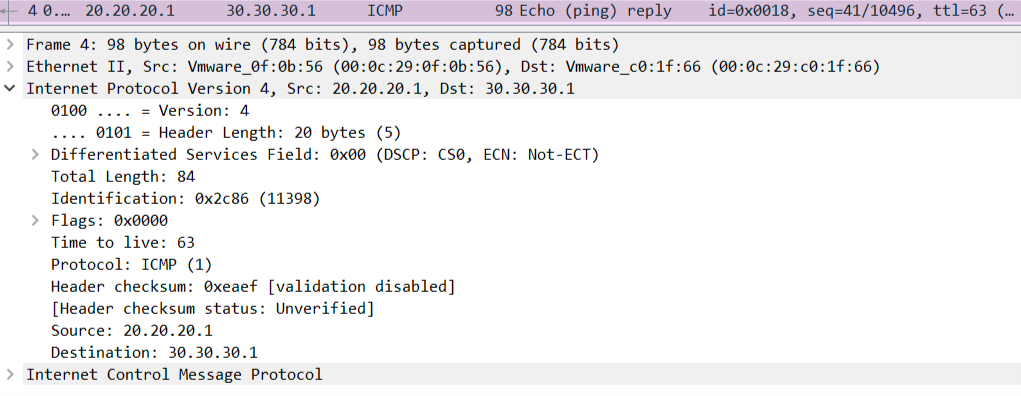 4 0.… 20.20.20.1 30.30.30.1 ICMP 98 Echo (ping) reply id=0x0018, seq=41/10496, ttl=63 (…
Frame 4: 98 bytes on wire (784 bits), 98 bytes captured (784 bits)
Ethernet II, Src: Vmware_0f:0b:56 (00:0c:29:0f:0b:56), Dst: Vmware_c0:1f:66 (00:0c:29:c0:1f:66)
Internet Protocol Version 4, Src: 20.20.20.1, Dst: 30.30.30.1
0100 .... = Version: 4
.... 0101 = Header Length: 20 bytes (5)
Differentiated Services Field: 0x00 (DSCP: CS0, ECN: Not-ECT)
Total Length: 84
Identification: 0x2c86 (11398)
Flags: 0x0000
Time to live: 63
Protocol: ICMP (1)
Header checksum: 0xeaef [validation disabled]
[Header checksum status: Unverified]
Source: 20.20.20.1
Destination: 30.30.30.1
Internet Control Message Protocol